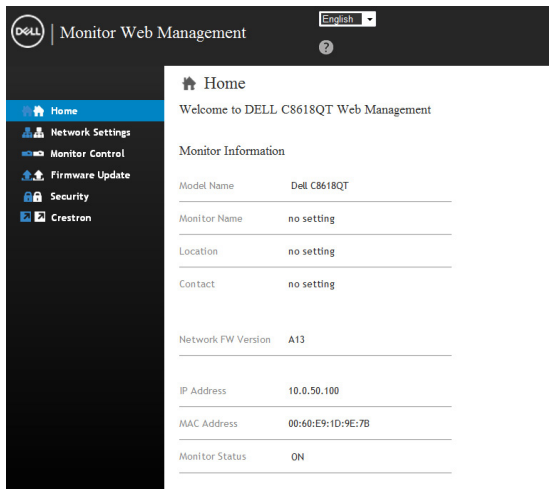 DELL | Monitor Web Management
English
?
Home
Network Settings
Monitor Control
Firmware Update
Security
Crestron
Home
Welcome to DELL C8618QT Web Management
Monitor Information
Model Name Dell C8618QT
Monitor Name no setting
Location no setting
Contact no setting
Network FW Version A13
IP Address 10.0.50.100
MAC Address 00:60:E9:1D:9E:7B
Monitor Status ON